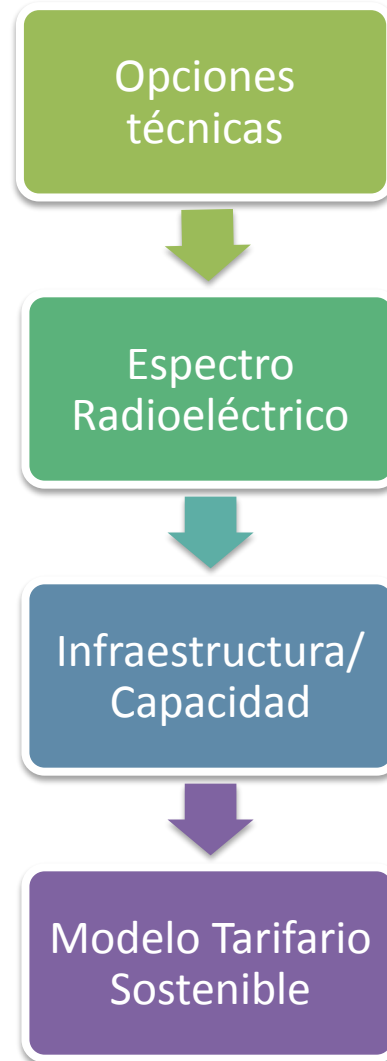 Opciones
técnicas
Espectro
Radioeléctrico
Infraestructura/
Capacidad
Modelo Tarifario
Sostenible